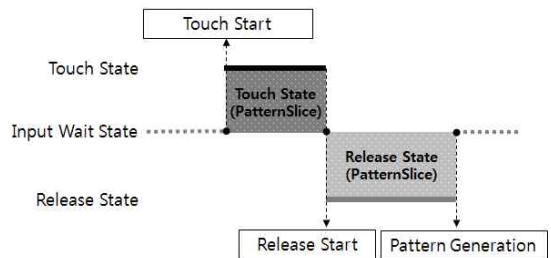 Touch Start
Touch State
Touch State
(PatternSlice)
Input Wait State
Release State
(PatternSlice)
Release State
Release Start
Pattern Generation